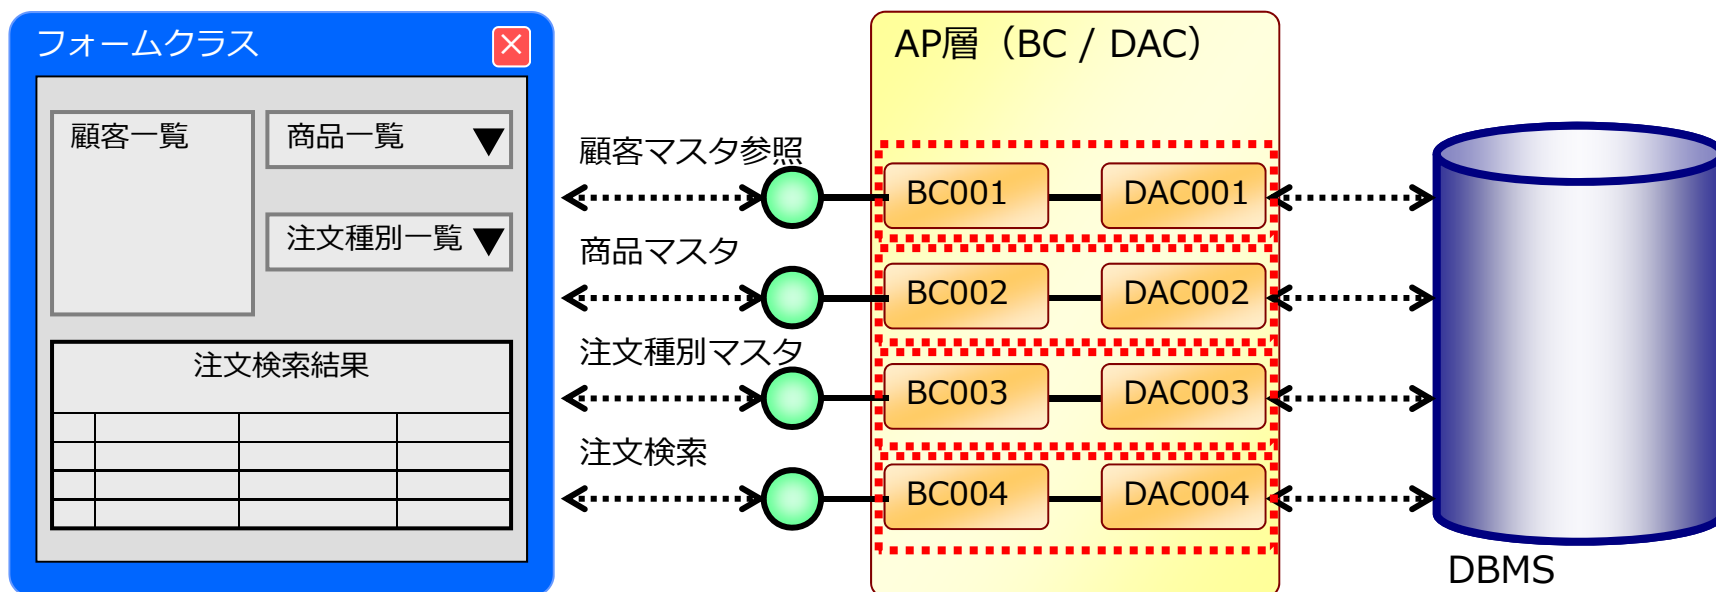 フォームクラス
顧客一覧
商品一覧
注文種別一覧
注文検索結果
顧客マスタ参照
商品マスタ
注文種別マスタ
注文検索
AP層（BC / DAC）
BC001
DAC001
BC002
DAC002
BC003
DAC003
BC004
DAC004
DBMS